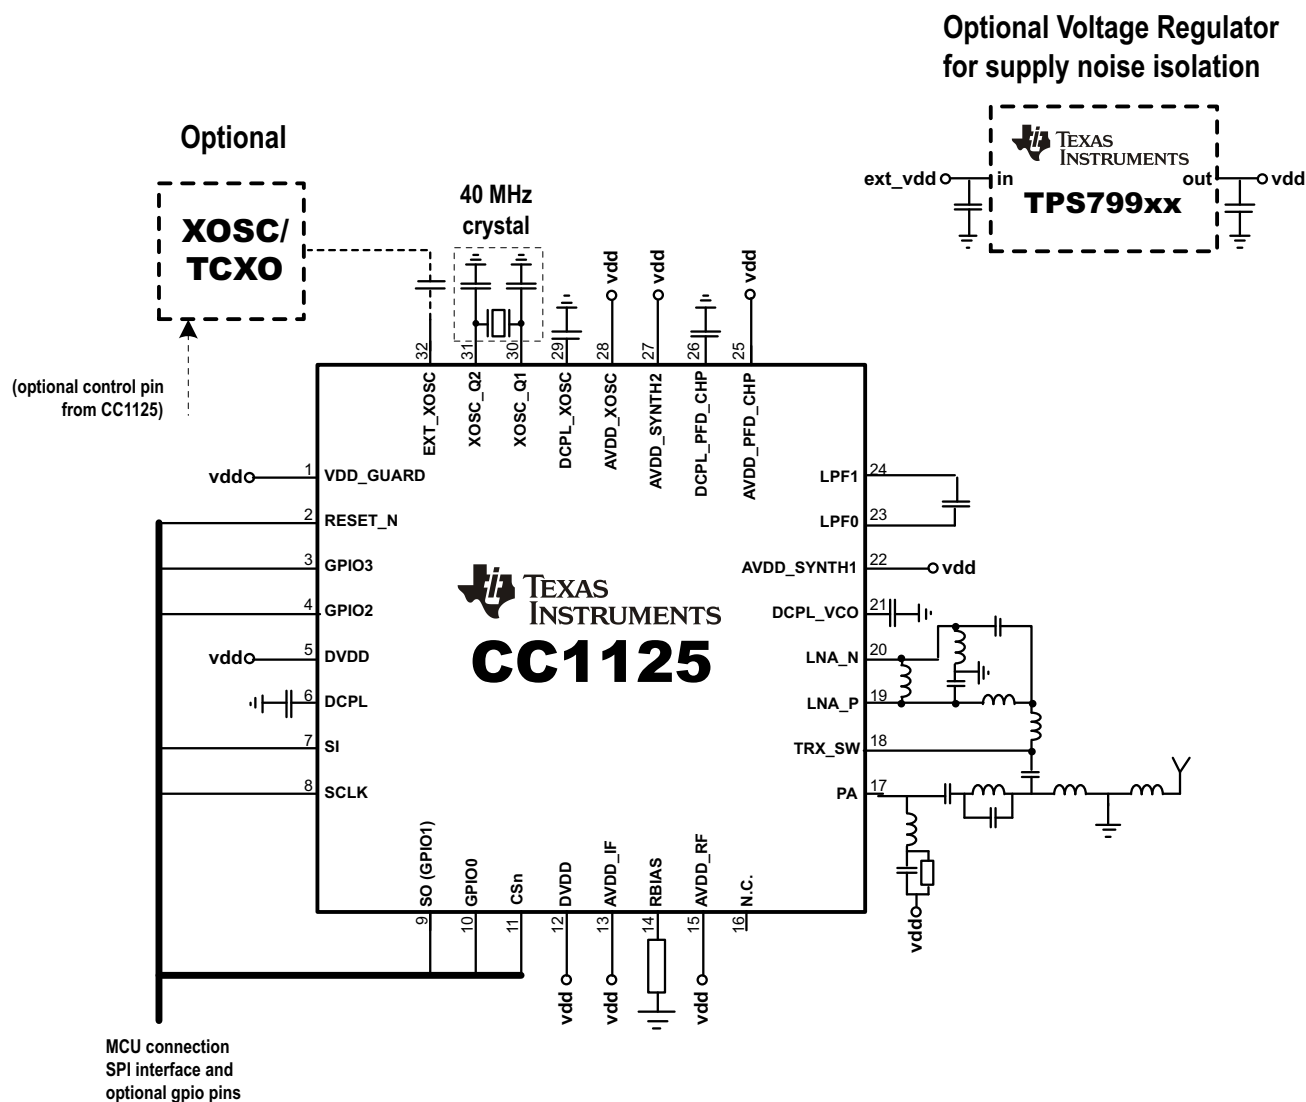 Optional Voltage Regulator
for supply noise isolation
TEXAS
INSTRUMENTS
ext_vdd
in
out
vdd
TPS799xx
Optional
XOSC/
TCXO
40 MHz
crystal
(optional control pin
from CC1125)
vdd
vdd
vdd
32
31
30
29
28
27
26
25
EXT_XOSC
XOSC_Q2
XOSC_Q1
DCPL_XOSC
AVDD_XOSC
AVDD_SYNTH2
DCPL_PFD_CHP
AVDD_PFD_CHP
vdd
1
VDD_GUARD
2
RESET_N
3
GPIO3
4
GPIO2
vdd
5
DVDD
6
DCPL
7
SI
8
SCLK
TEXAS
INSTRUMENTS
CC1125
LPF1
24
LPF0
23
AVDD_SYNTH1
22
vdd
DCPL_VCO
21
LNA_N
20
LNA_P
19
TRX_SW
18
PA
17
vdd
SO (GPIO1)
GPIO0
CSn
DVDD
AVDD_IF
RBIAS
AVDD_RF
N.C.
9
10
11
12
13
14
15
16
vdd
vdd
vdd
MCU connection
SPI interface and
optional gpio pins